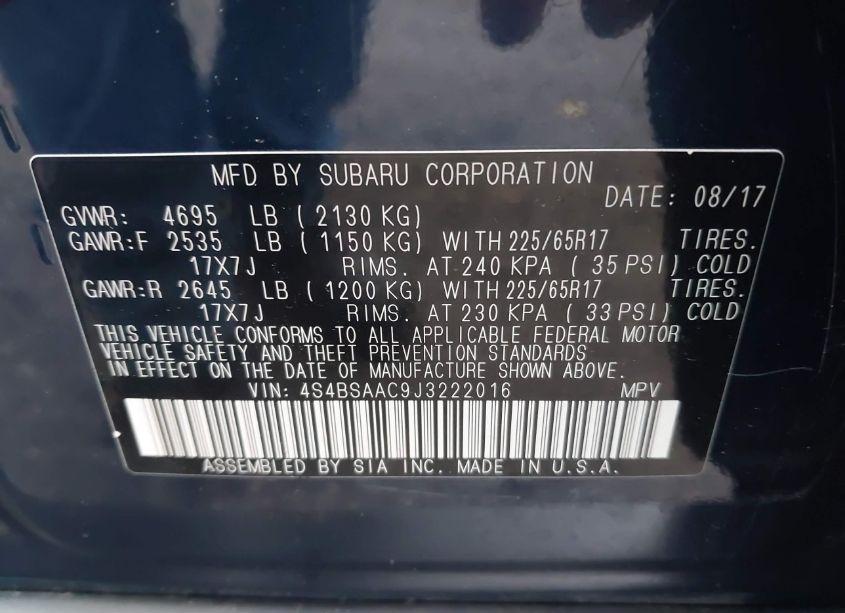 MFD BY SUBARU CORPORATION
DATE: 08/17
GVWR: 4695 LB ( 2130 KG)
GAWR:F 2535 LB ( 1150 KG) WITH 225/65R17 TIRES.
17X7J RIMS. AT 240 KPA ( 35 PSI) COLD
GAWR:R 2645 LB ( 1200 KG) WITH 225/65R17 TIRES.
17X7J RIMS. AT 230 KPA ( 33 PSI) COLD
THIS VEHICLE CONFORMS TO ALL APPLICABLE FEDERAL MOTOR
VEHICLE SAFETY AND THEFT PREVENTION STANDARDS
IN EFFECT ON THE DATE OF MANUFACTURE SHOWN ABOVE.
VIN: 4S4BSAAC9J3222016 MPV
ASSEMBLED BY SIA INC. MADE IN U.S.A.